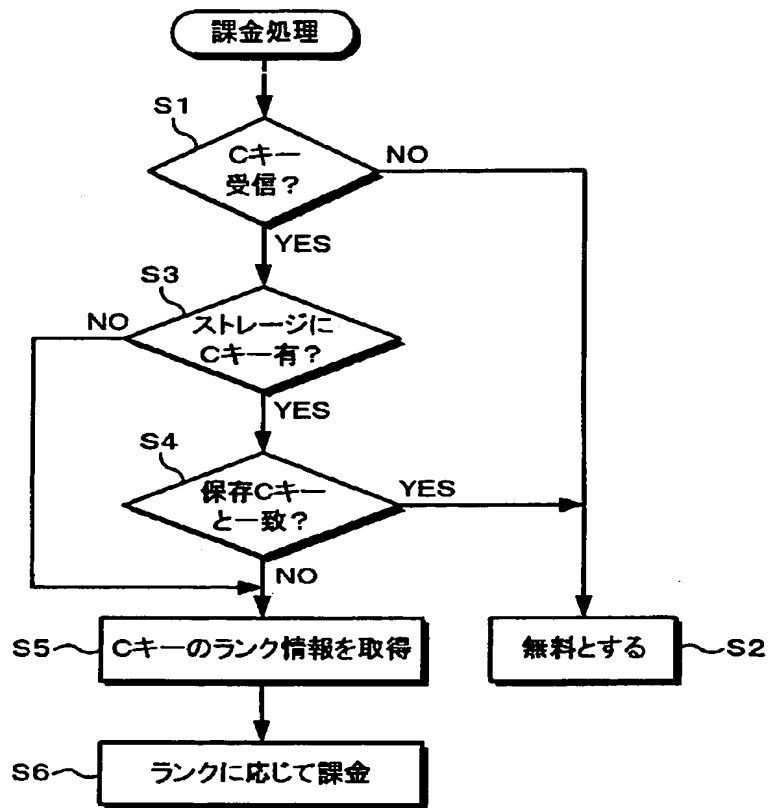 課金処理
S1
Cキー
受信?
NO
YES
S3
NO
ストレージに
Cキー有?
YES
S4
保存Cキー
と一致?
YES
NO
S5
Cキーのランク情報を取得
無料とする
S2
S6
ランクに応じて課金